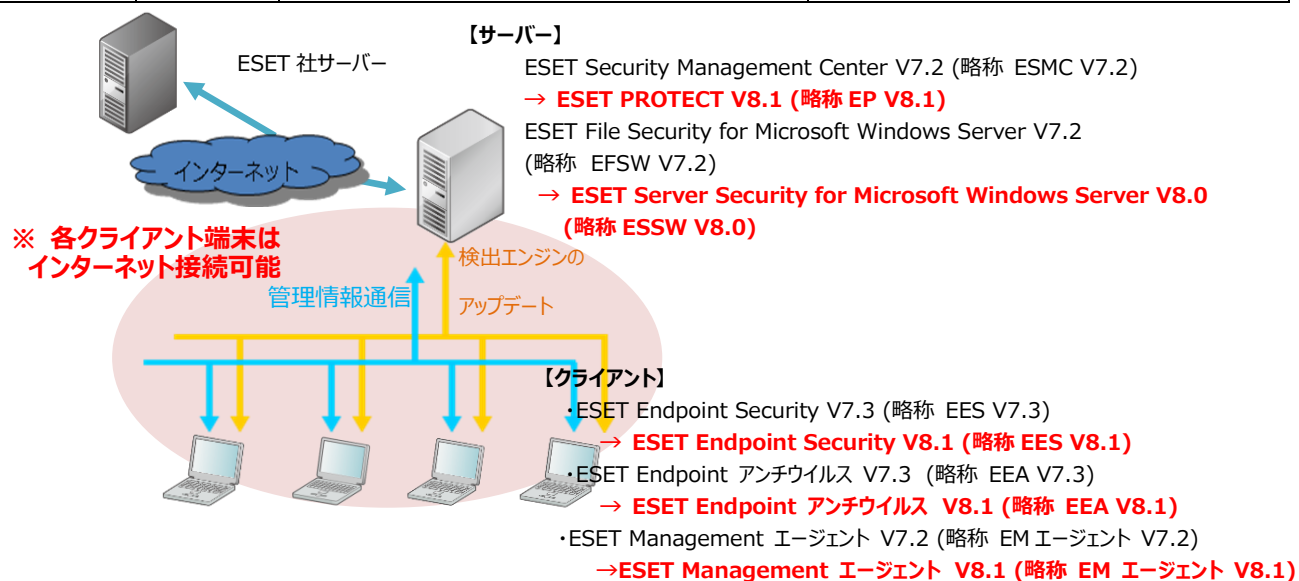 ESET 社サーバー
インターネット
【サーバー】
ESET Security Management Center V7.2 (略称 ESMC V7.2)
→ ESET PROTECT V8.1 (略称 EP V8.1)
ESET File Security for Microsoft Windows Server V7.2
(略称 EFSW V7.2)
→ ESET Server Security for Microsoft Windows Server V8.0
(略称 ESSW V8.0)
※ 各クライアント端末は
インターネット接続可能
検出エンジンの
アップデート
管理情報通信
【クライアント】
・ESET Endpoint Security V7.3 (略称 EES V7.3)
→ ESET Endpoint Security V8.1 (略称 EES V8.1)
・ESET Endpoint アンチウイルス V7.3 (略称 EEA V7.3)
→ ESET Endpoint アンチウイルス V8.1 (略称 EEA V8.1)
・ESET Management エージェント V7.2 (略称 EM エージェント V7.2)
→ESET Management エージェント V8.1 (略称 EM エージェント V8.1)